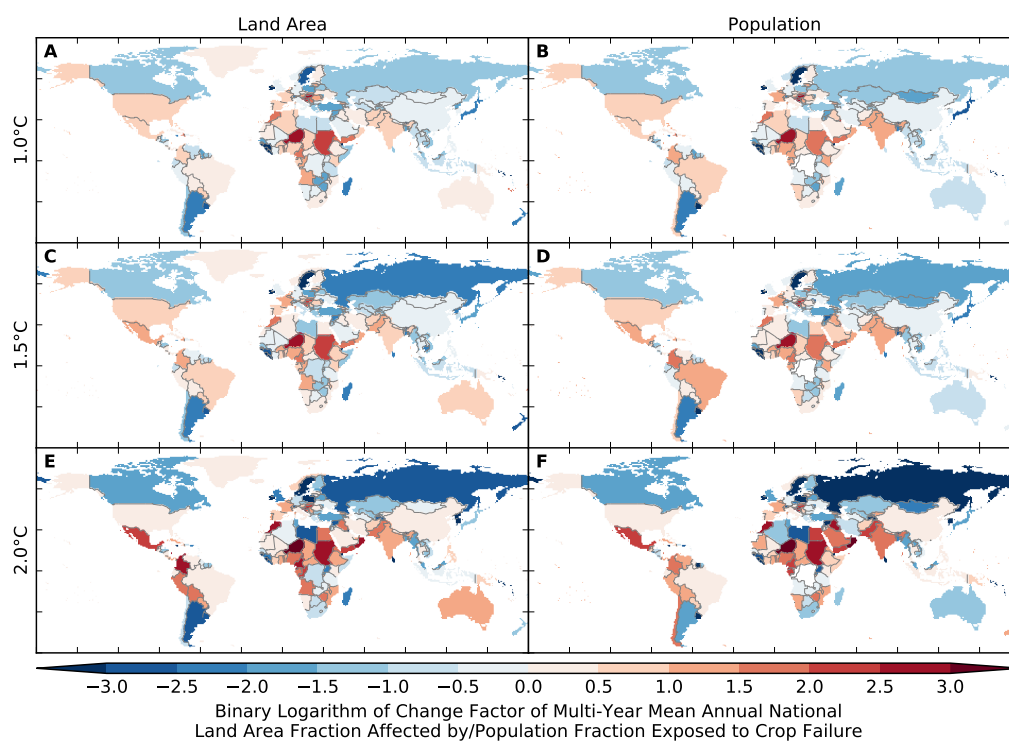 Land Area Population
A B
1.0°C
C D
1.5°C
E F
2.0°C
−3.0 −2.5 −2.0 −1.5 −1.0 −0.5 0.0 0.5 1.0 1.5 2.0 2.5 3.0
Binary Logarithm of Change Factor of Multi-Year Mean Annual National
Land Area Fraction Affected by/Population Fraction Exposed to Crop Failure